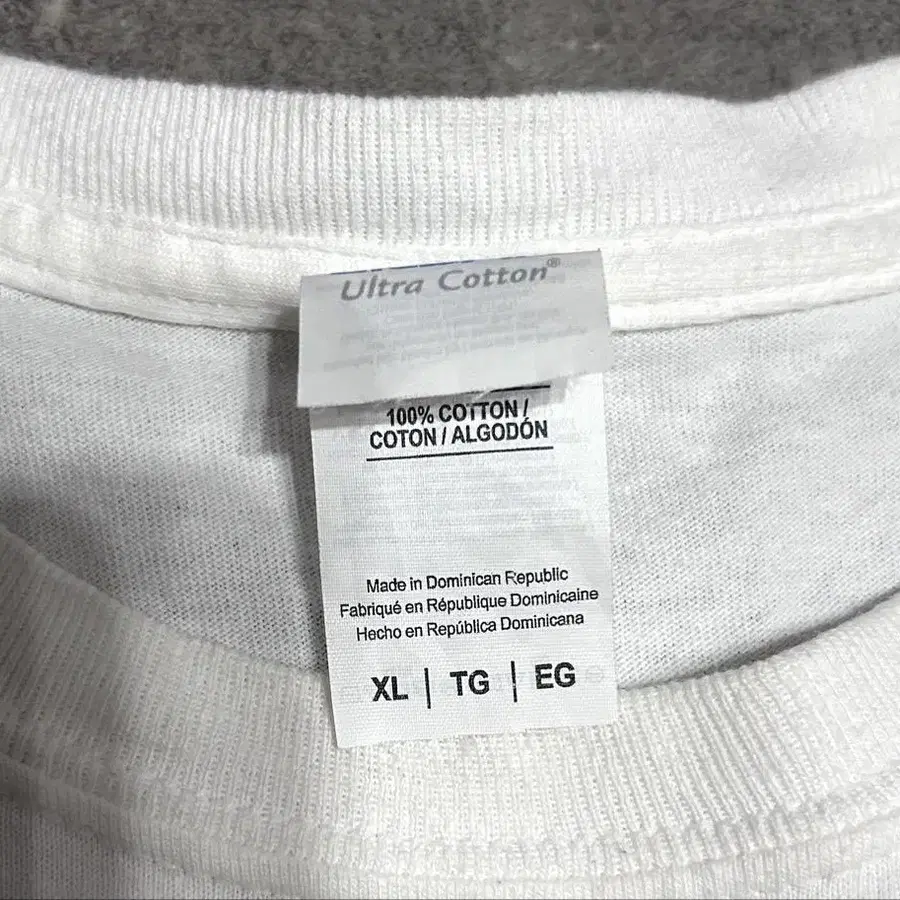 Ultra Cotton®
100% COTTON /
COTON / ALGODÓN
Made in Dominican Republic
Fabriqué en République Dominicaine
Hecho en República Dominicana
XL | TG | EG